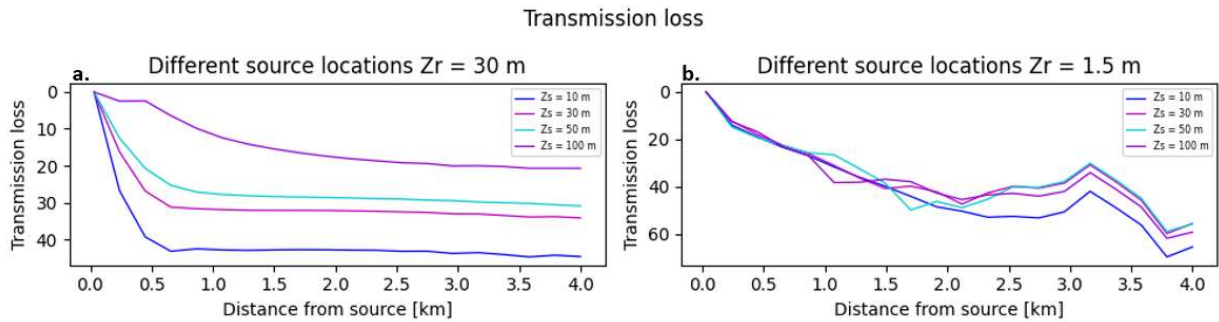 Transmission loss
a.
Different source locations Zr = 30 m
Transmission loss
0
10
20
30
40
Zs = 10 m
Zs = 30 m
Zs = 50 m
Zs = 100 m
0.0 0.5 1.0 1.5 2.0 2.5 3.0 3.5 4.0
Distance from source [km]
b.
Different source locations Zr = 1.5 m
Transmission loss
0
20
40
60
Zs = 10 m
Zs = 30 m
Zs = 50 m
Zs = 100 m
0.0 0.5 1.0 1.5 2.0 2.5 3.0 3.5 4.0
Distance from source [km]